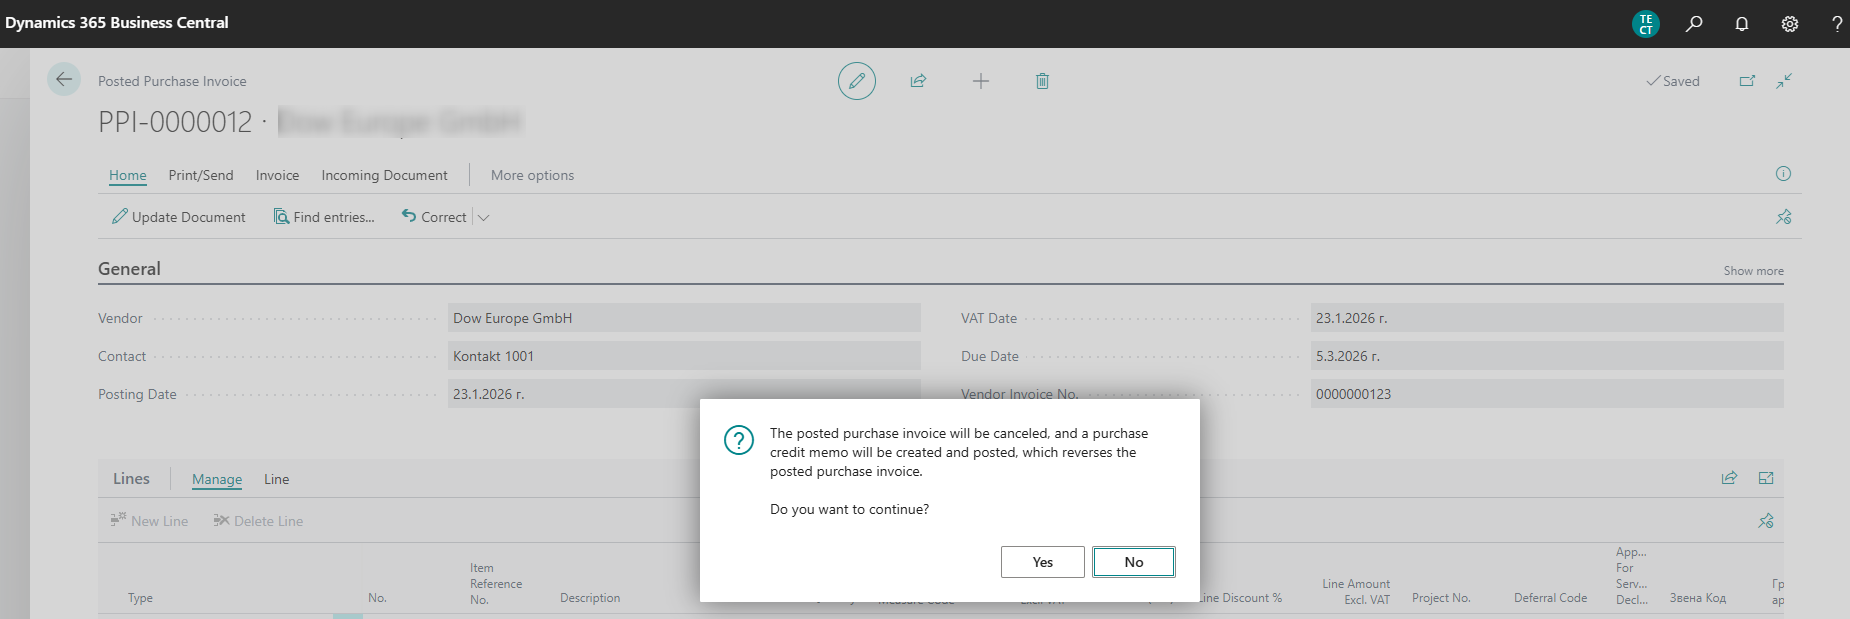 Dynamics 365 Business Central
TE
CT
?
Posted Purchase Invoice
Saved
PPI-0000012 · Dow Europe GmbH
Home Print/Send Invoice Incoming Document More options
Update Document Find entries... Correct
General
Show more
Vendor Dow Europe GmbH VAT Date 23.1.2026 г.
Contact Kontakt 1001 Due Date 5.3.2026 г.
Posting Date 23.1.2026 г. Vendor Invoice No. 0000000123
?
The posted purchase invoice will be canceled, and a purchase
credit memo will be created and posted, which reverses the
posted purchase invoice.
Do you want to continue?
Yes No
Lines Manage Line
New Line Delete Line
Type
No.
Item
Reference
No.
Description
Line Discount %
Line Amount
Excl. VAT
Project No.
Deferral Code
App...
For
Serv...
Decl...
Звена Код